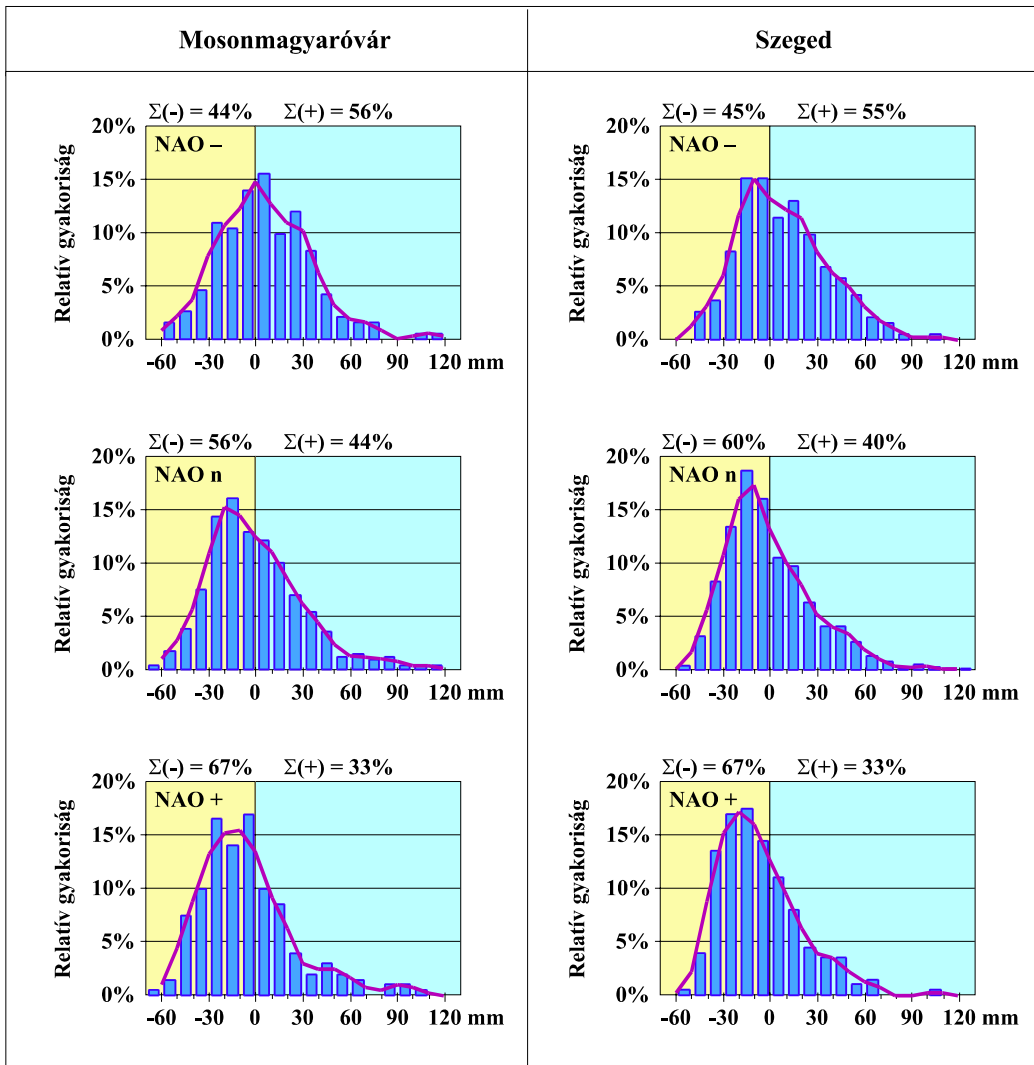 Mosonmagyaróvár
Szeged
Σ(-) = 44% Σ(+) = 56%
NAO –
Relatív gyakoriság
20%
15%
10%
5%
0%
-60 -30 0 30 60 90 120 mm
Σ(-) = 45% Σ(+) = 55%
NAO –
Relatív gyakoriság
20%
15%
10%
5%
0%
-60 -30 0 30 60 90 120 mm
Σ(-) = 56% Σ(+) = 44%
NAO n
Relatív gyakoriság
20%
15%
10%
5%
0%
-60 -30 0 30 60 90 120 mm
Σ(-) = 60% Σ(+) = 40%
NAO n
Relatív gyakoriság
20%
15%
10%
5%
0%
-60 -30 0 30 60 90 120 mm
Σ(-) = 67% Σ(+) = 33%
NAO +
Relatív gyakoriság
20%
15%
10%
5%
0%
-60 -30 0 30 60 90 120 mm
Σ(-) = 67% Σ(+) = 33%
NAO +
Relatív gyakoriság
20%
15%
10%
5%
0%
-60 -30 0 30 60 90 120 mm